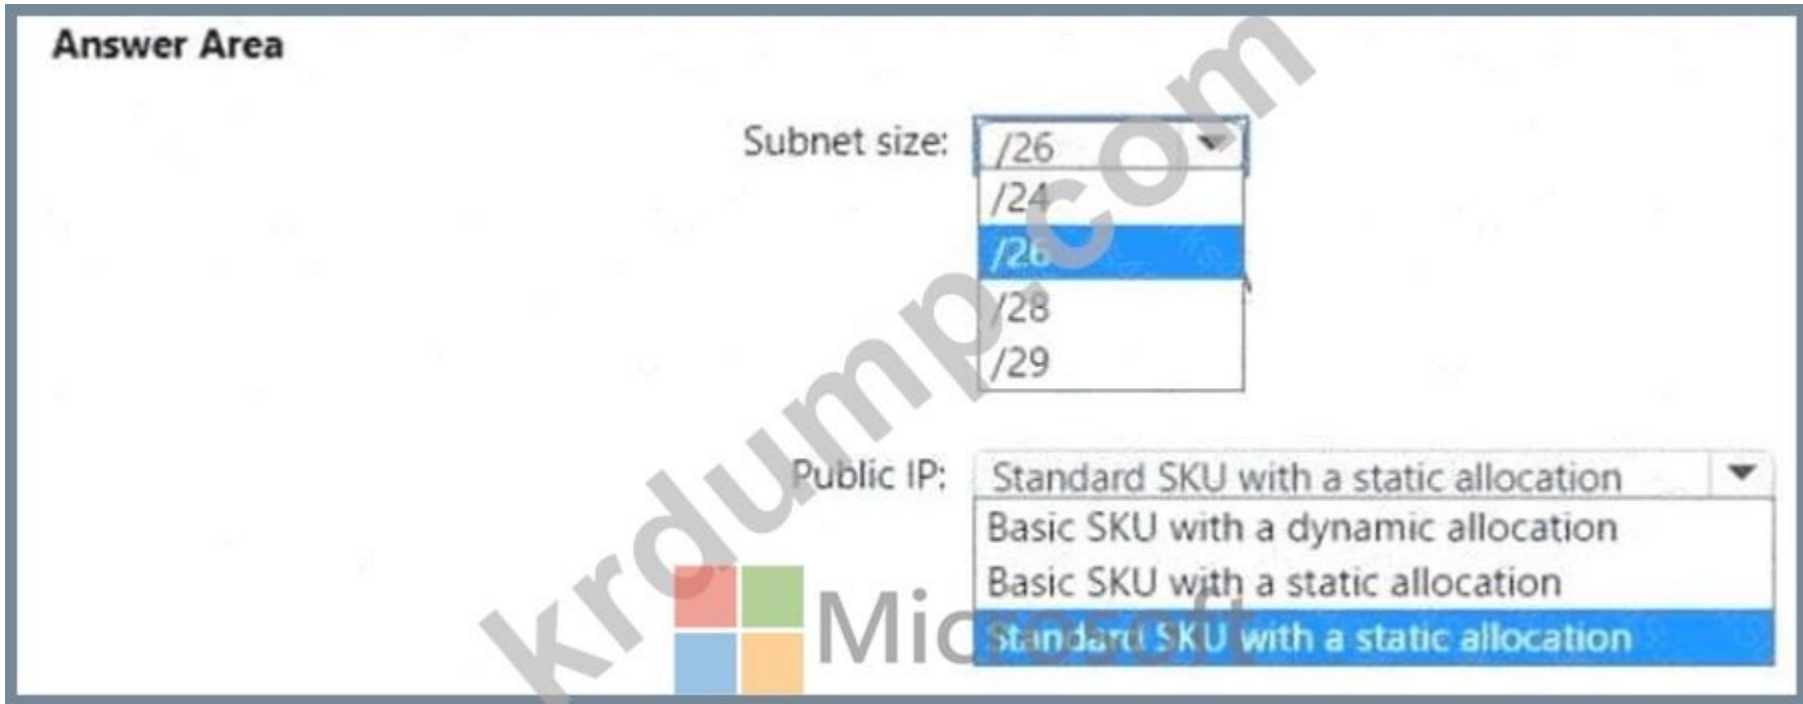 Answer Area
Subnet size: /26
/24
/26
/28
/29
Public IP: Standard SKU with a static allocation
Basic SKU with a dynamic allocation
Basic SKU with a static allocation
Standard SKU with a static allocation
krdump.com
Microsoft